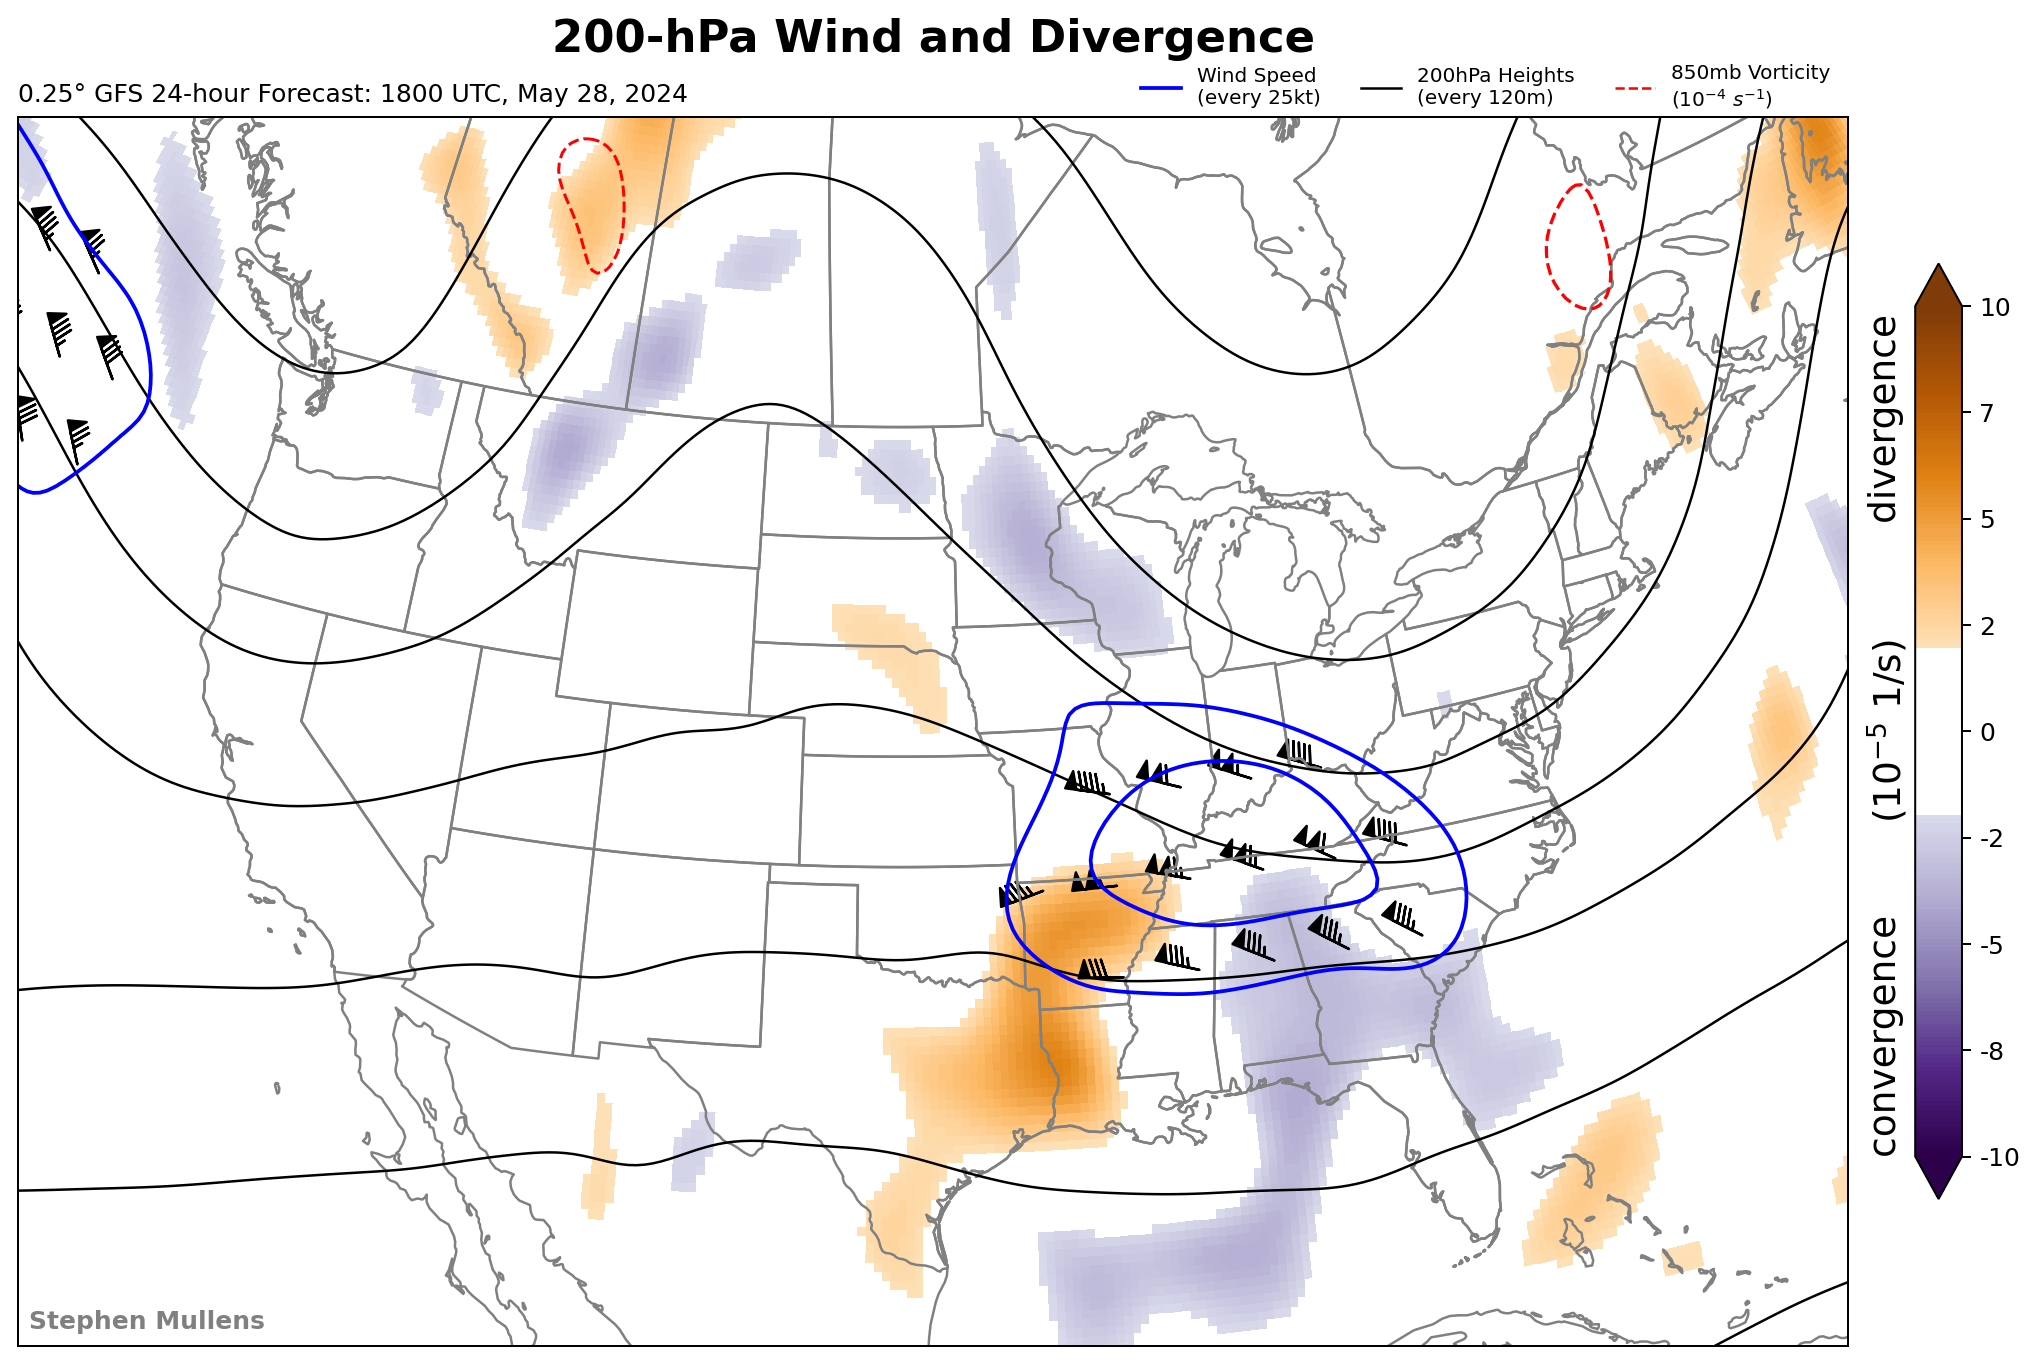 200-hPa Wind and Divergence
0.25° GFS 24-hour Forecast: 1800 UTC, May 28, 2024
Wind Speed
(every 25kt)
200hPa Heights
(every 120m)
850mb Vorticity
(10⁻⁴ s⁻¹)
10
7
5
2
0
-2
-5
-8
-10
convergence (10⁻⁵ 1/s) divergence
Stephen Mullens